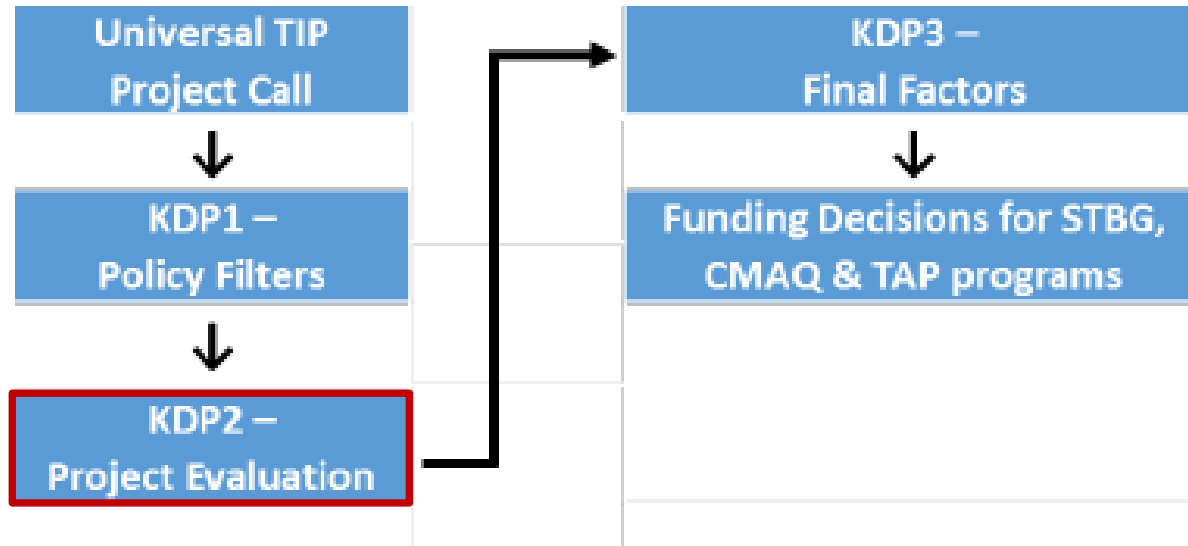 Universal TIP
Project Call
KDP1 –
Policy Filters
KDP2 –
Project Evaluation
KDP3 –
Final Factors
Funding Decisions for STBG,
CMAQ & TAP programs